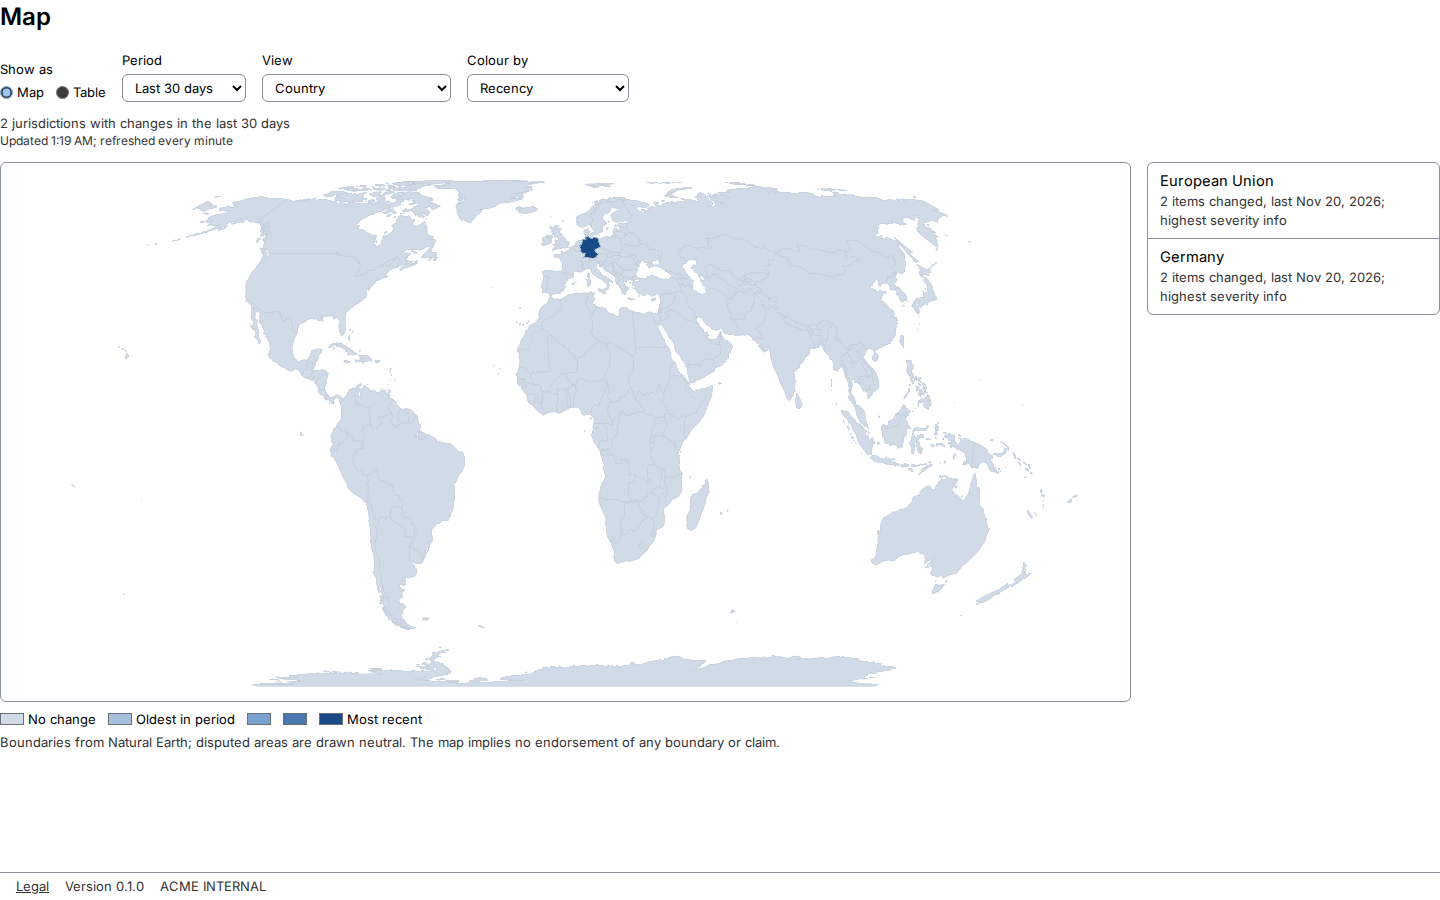 Map
Show as
Map
Table
Period
Last 30 days
View
Country
Colour by
Recency
2 jurisdictions with changes in the last 30 days
Updated 1:19 AM; refreshed every minute
European Union
2 items changed, last Nov 20, 2026;
highest severity info
Germany
2 items changed, last Nov 20, 2026;
highest severity info
No change
Oldest in period
Most recent
Boundaries from Natural Earth; disputed areas are drawn neutral. The map implies no endorsement of any boundary or claim.
Legal
Version 0.1.0
ACME INTERNAL